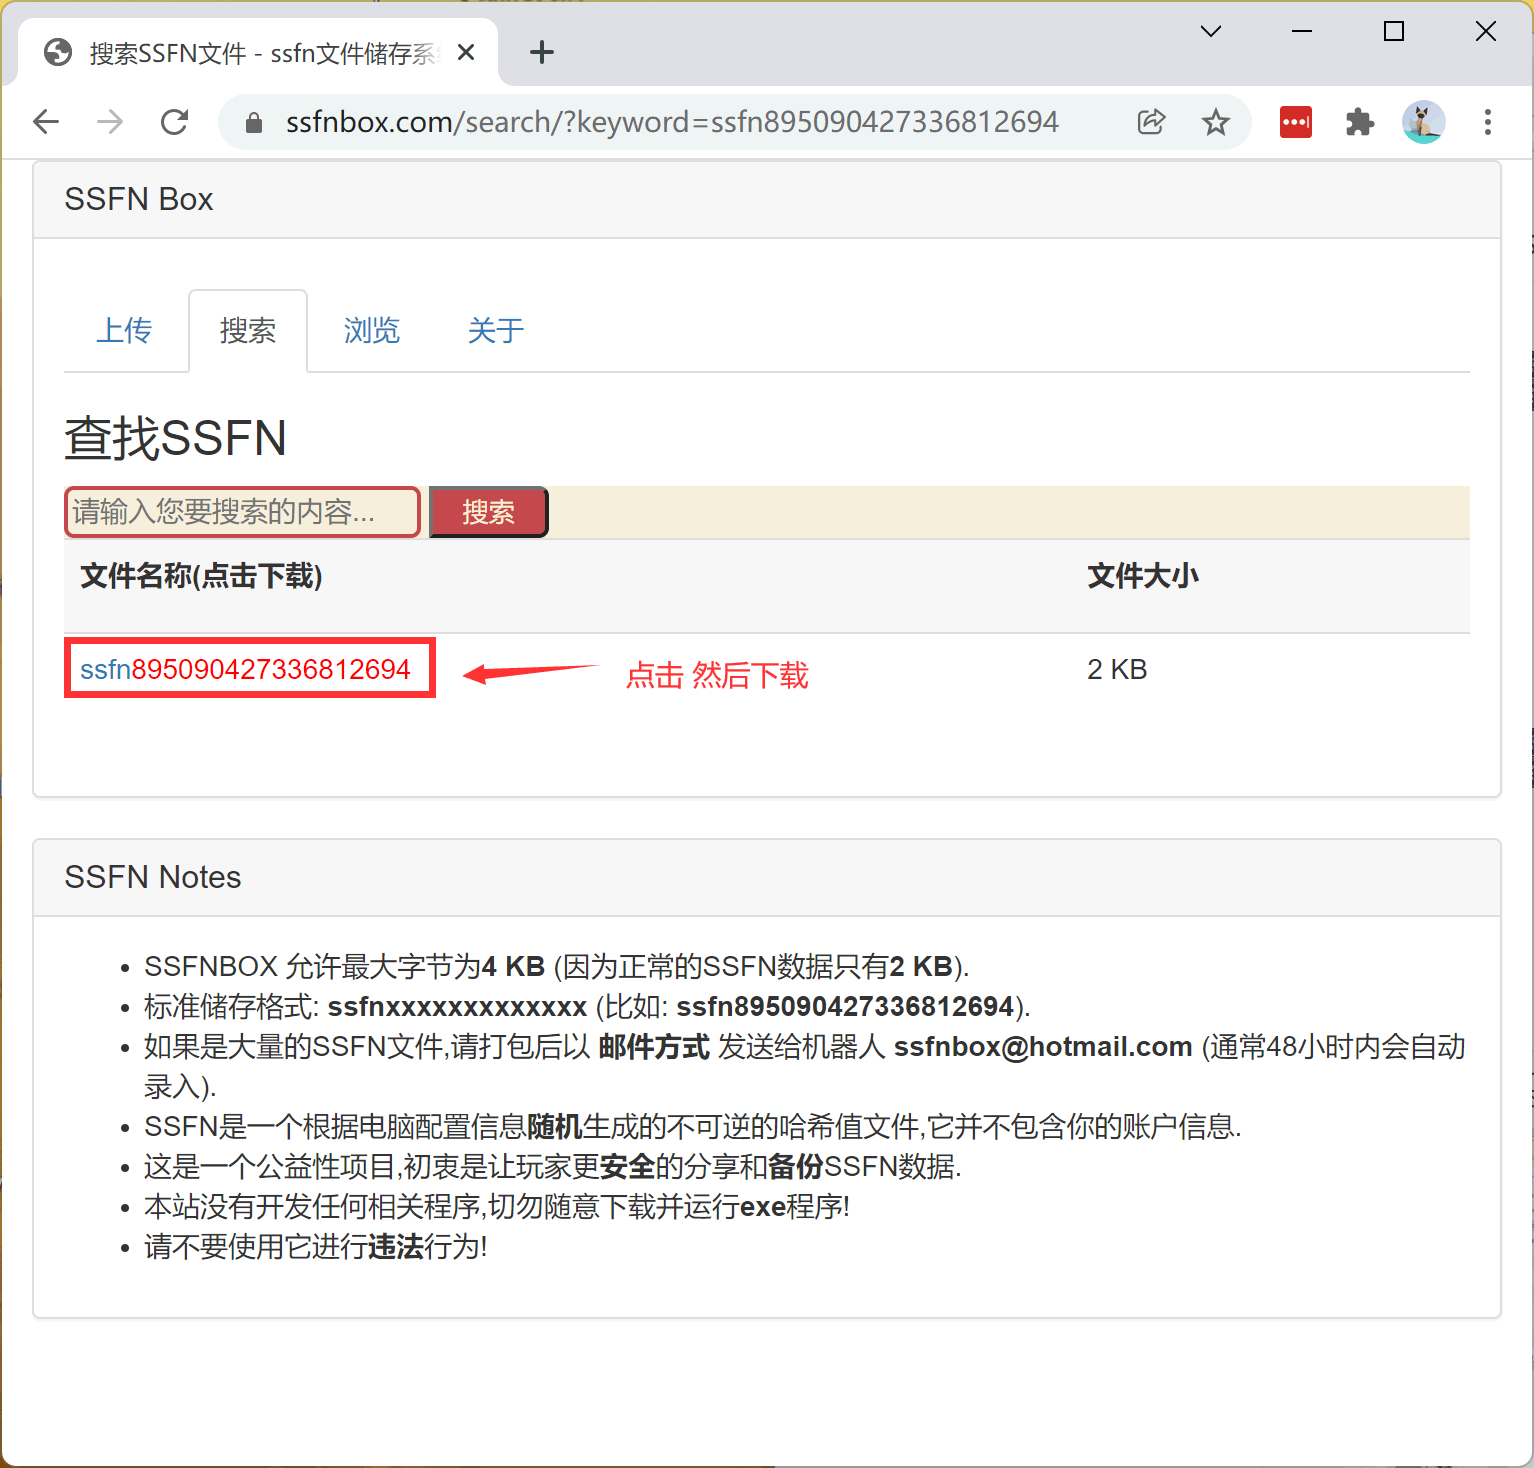 搜索SSFN文件 - ssfn文件储存系
ssfnbox.com/search/?keyword=ssfn895090427336812694
SSFN Box
上传 搜索 浏览 关于
查找SSFN
请输入您要搜索的内容... 搜索
文件名称(点击下载) 文件大小
ssfn895090427336812694 点击 然后下载 2 KB
SSFN Notes
• SSFNBOX 允许最大字节为4 KB (因为正常的SSFN数据只有2 KB).
• 标准储存格式: ssfnxxxxxxxxxxxxx (比如: ssfn895090427336812694).
• 如果是大量的SSFN文件,请打包后以 邮件方式 发送给机器人 ssfnbox@hotmail.com (通常48小时内会自动
录入).
• SSFN是一个根据电脑配置信息随机生成的不可逆的哈希值文件,它并不包含你的账户信息.
• 这是一个公益性项目,初衷是让玩家更安全的分享和备份SSFN数据.
• 本站没有开发任何相关程序,切勿随意下载并运行exe程序!
• 请不要使用它进行违法行为!